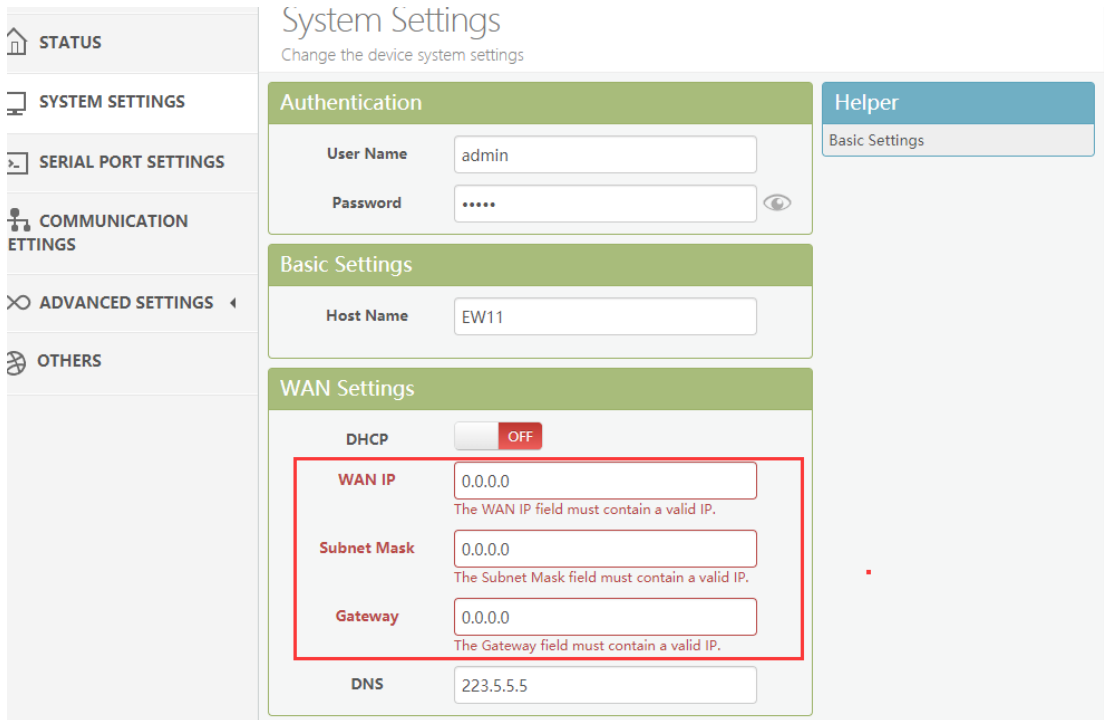 System Settings
Change the device system settings
STATUS
SYSTEM SETTINGS
SERIAL PORT SETTINGS
COMMUNICATION
ETTINGS
ADVANCED SETTINGS
OTHERS
Authentication
User Name admin
Password •••••
Basic Settings
Host Name EW11
WAN Settings
DHCP OFF
WAN IP 0.0.0.0
The WAN IP field must contain a valid IP.
Subnet Mask 0.0.0.0
The Subnet Mask field must contain a valid IP.
Gateway 0.0.0.0
The Gateway field must contain a valid IP.
DNS 223.5.5.5
Helper
Basic Settings